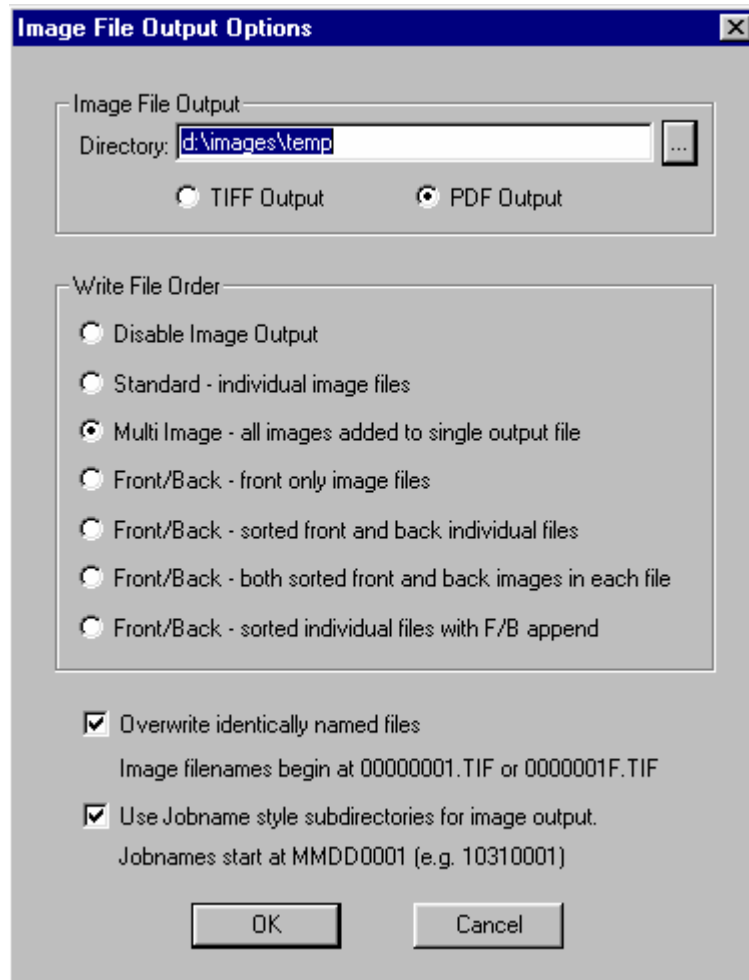 Image File Output Options
Image File Output
Directory: d:\images\temp ...
TIFF Output PDF Output
Write File Order
Disable Image Output
Standard - individual image files
Multi Image - all images added to single output file
Front/Back - front only image files
Front/Back - sorted front and back individual files
Front/Back - both sorted front and back images in each file
Front/Back - sorted individual files with F/B append
Overwrite identically named files
Image filenames begin at 00000001.TIF or 0000001F.TIF
Use Jobname style subdirectories for image output.
Jobnames start at MMDD0001 (e.g. 10310001)
OK Cancel